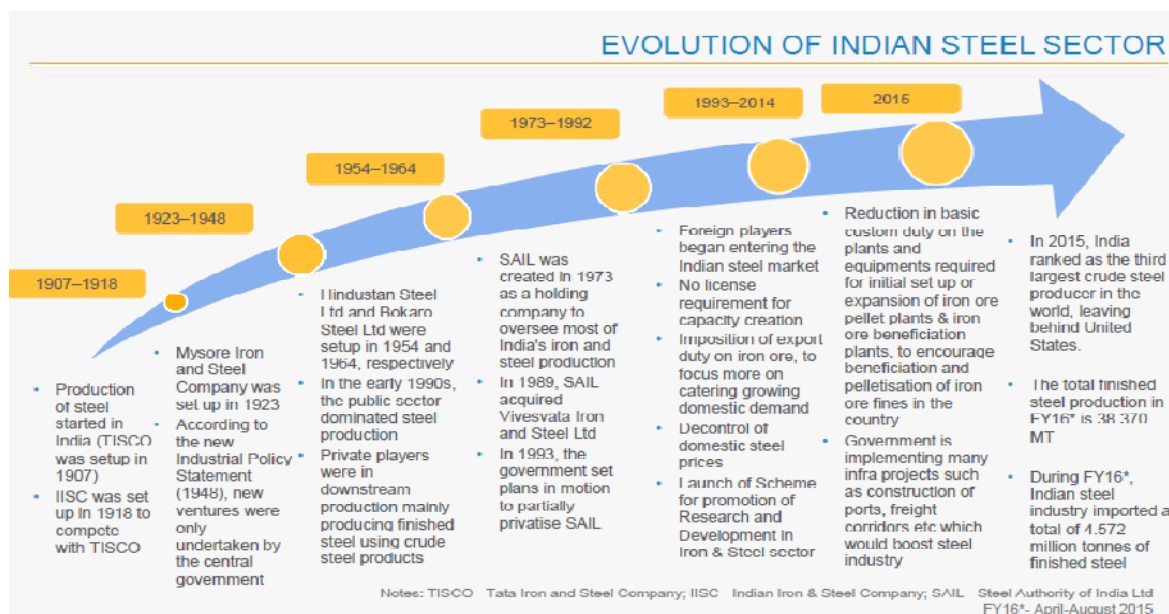 EVOLUTION OF INDIAN STEEL SECTOR
1907–1918
• Production
of steel
started in
India (TISCO
was setup in
1907)
• IISC was set
up in 1918 to
compete
with TISCO
1923–1948
• Mysore Iron
and Steel
Company was
set up in 1923
• According to
the new
Industrial Policy
Statement
(1948), new
ventures were
only
undertaken by
the central
government
1954–1964
• Hindustan Steel
Ltd and Bokaro
Steel Ltd were
setup in 1954 and
1964, respectively
• In the early 1990s,
the public sector
dominated steel
production
• Private players
were in
downstream
production mainly
producing finished
steel using crude
steel products
1973–1992
• SAIL was
created in 1973
as a holding
company to
oversee most of
India's iron and
steel production
• In 1989, SAIL
acquired
Vivesvata Iron
and Steel Ltd
• In 1993, the
government set
plans in motion
to partially
privatise SAIL
1993–2014
• Foreign players
began entering the
Indian steel market
• No license
requirement for
capacity creation
• Imposition of export
duty on iron ore, to
focus more on
catering growing
domestic demand
• Decontrol of
domestic steel
prices
• Launch of Scheme
for promotion of
Research and
Development in
Iron & Steel sector
2015
• Reduction in basic
custom duty on the
plants and
equipments required
for initial set up or
expansion of iron ore
pellet plants & iron
ore beneficiation
plants, to encourage
beneficiation and
pelletisation of iron
ore fines in the
country
• Government is
implementing many
infra projects such
as construction of
ports, freight
corridors etc which
would boost steel
industry
• In 2015, India
ranked as the third
largest crude steel
producer in the
world, leaving
behind United
States.
• The total finished
steel production in
FY16* is 38.370
MT
• During FY16*,
Indian steel
industry imported a
total of 4.572
million tonnes of
finished steel
Notes: TISCO Tata Iron and Steel Company; IISC Indian Iron & Steel Company; SAIL Steel Authority of India Ltd
FY16*- April-August 2015